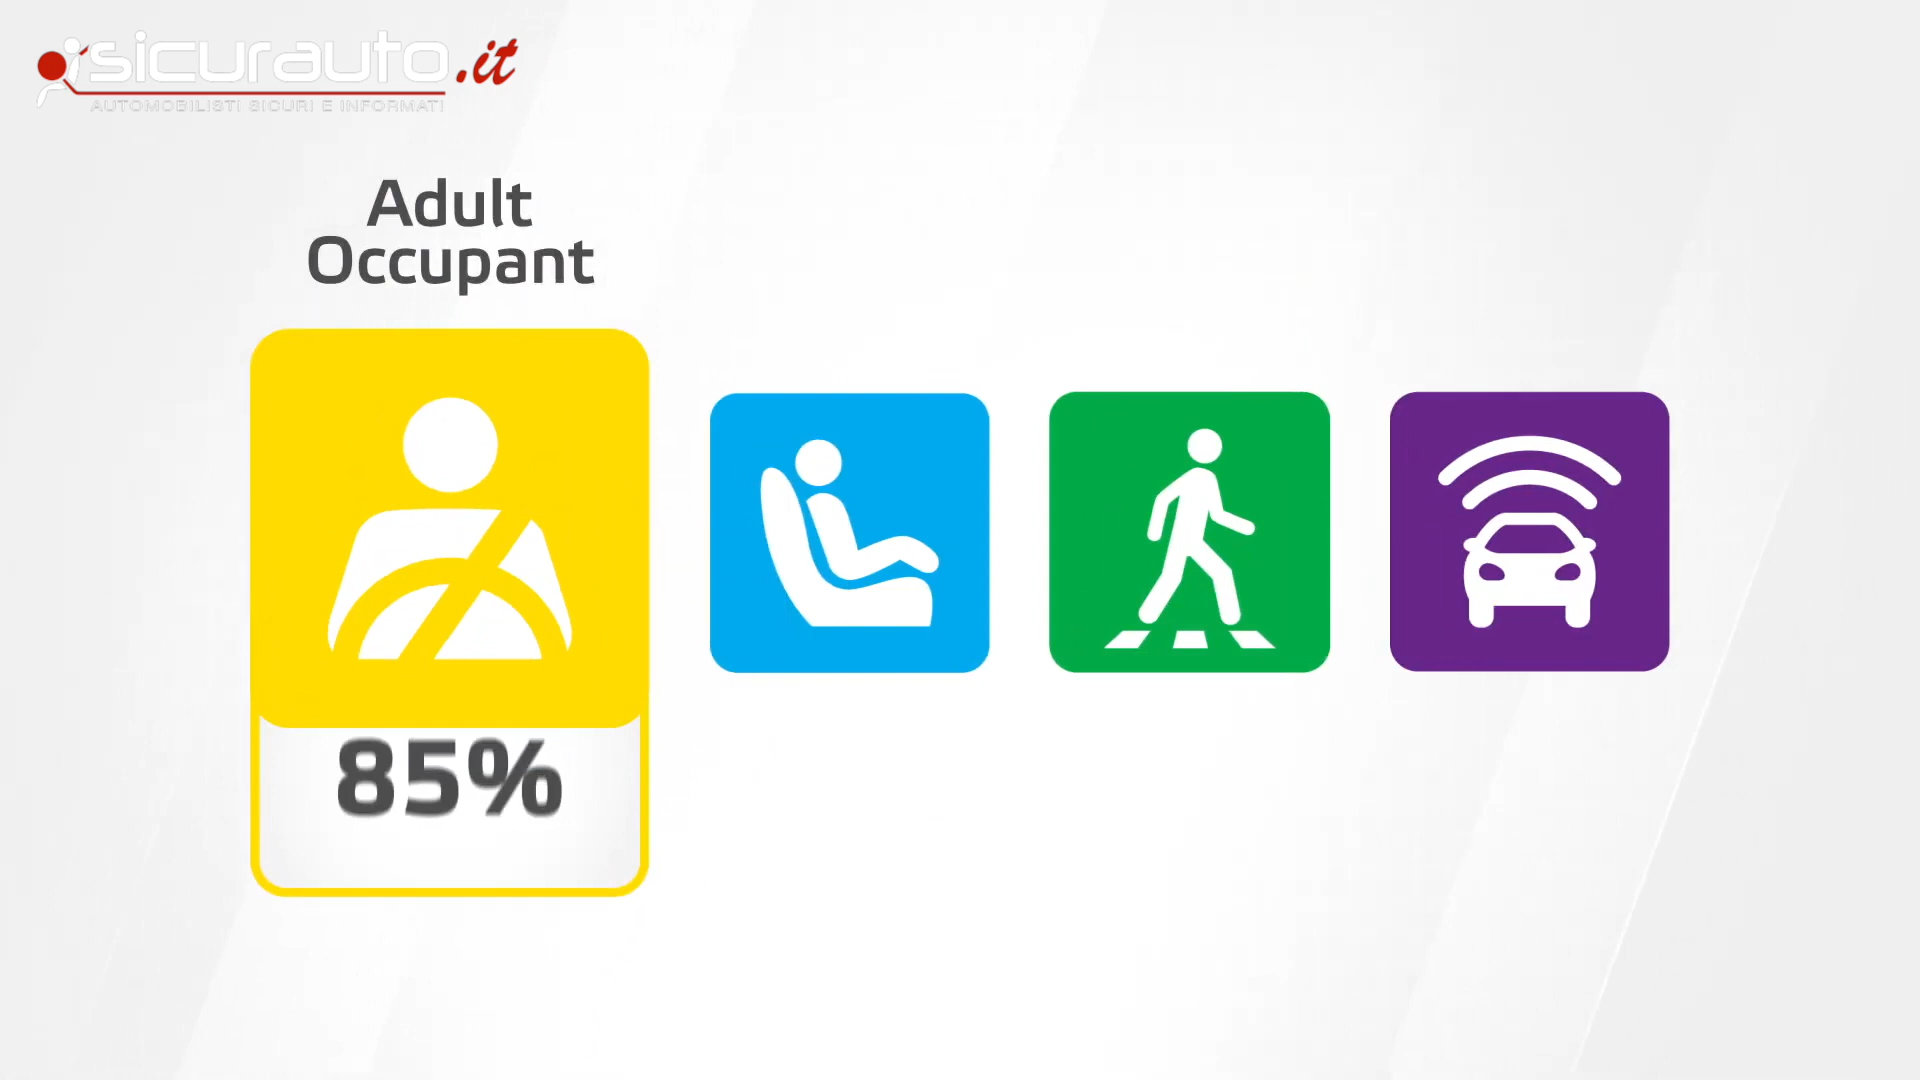 sicurauto.it
AUTOMOBILISTI SICURI E INFORMATI
Adult
Occupant
85%